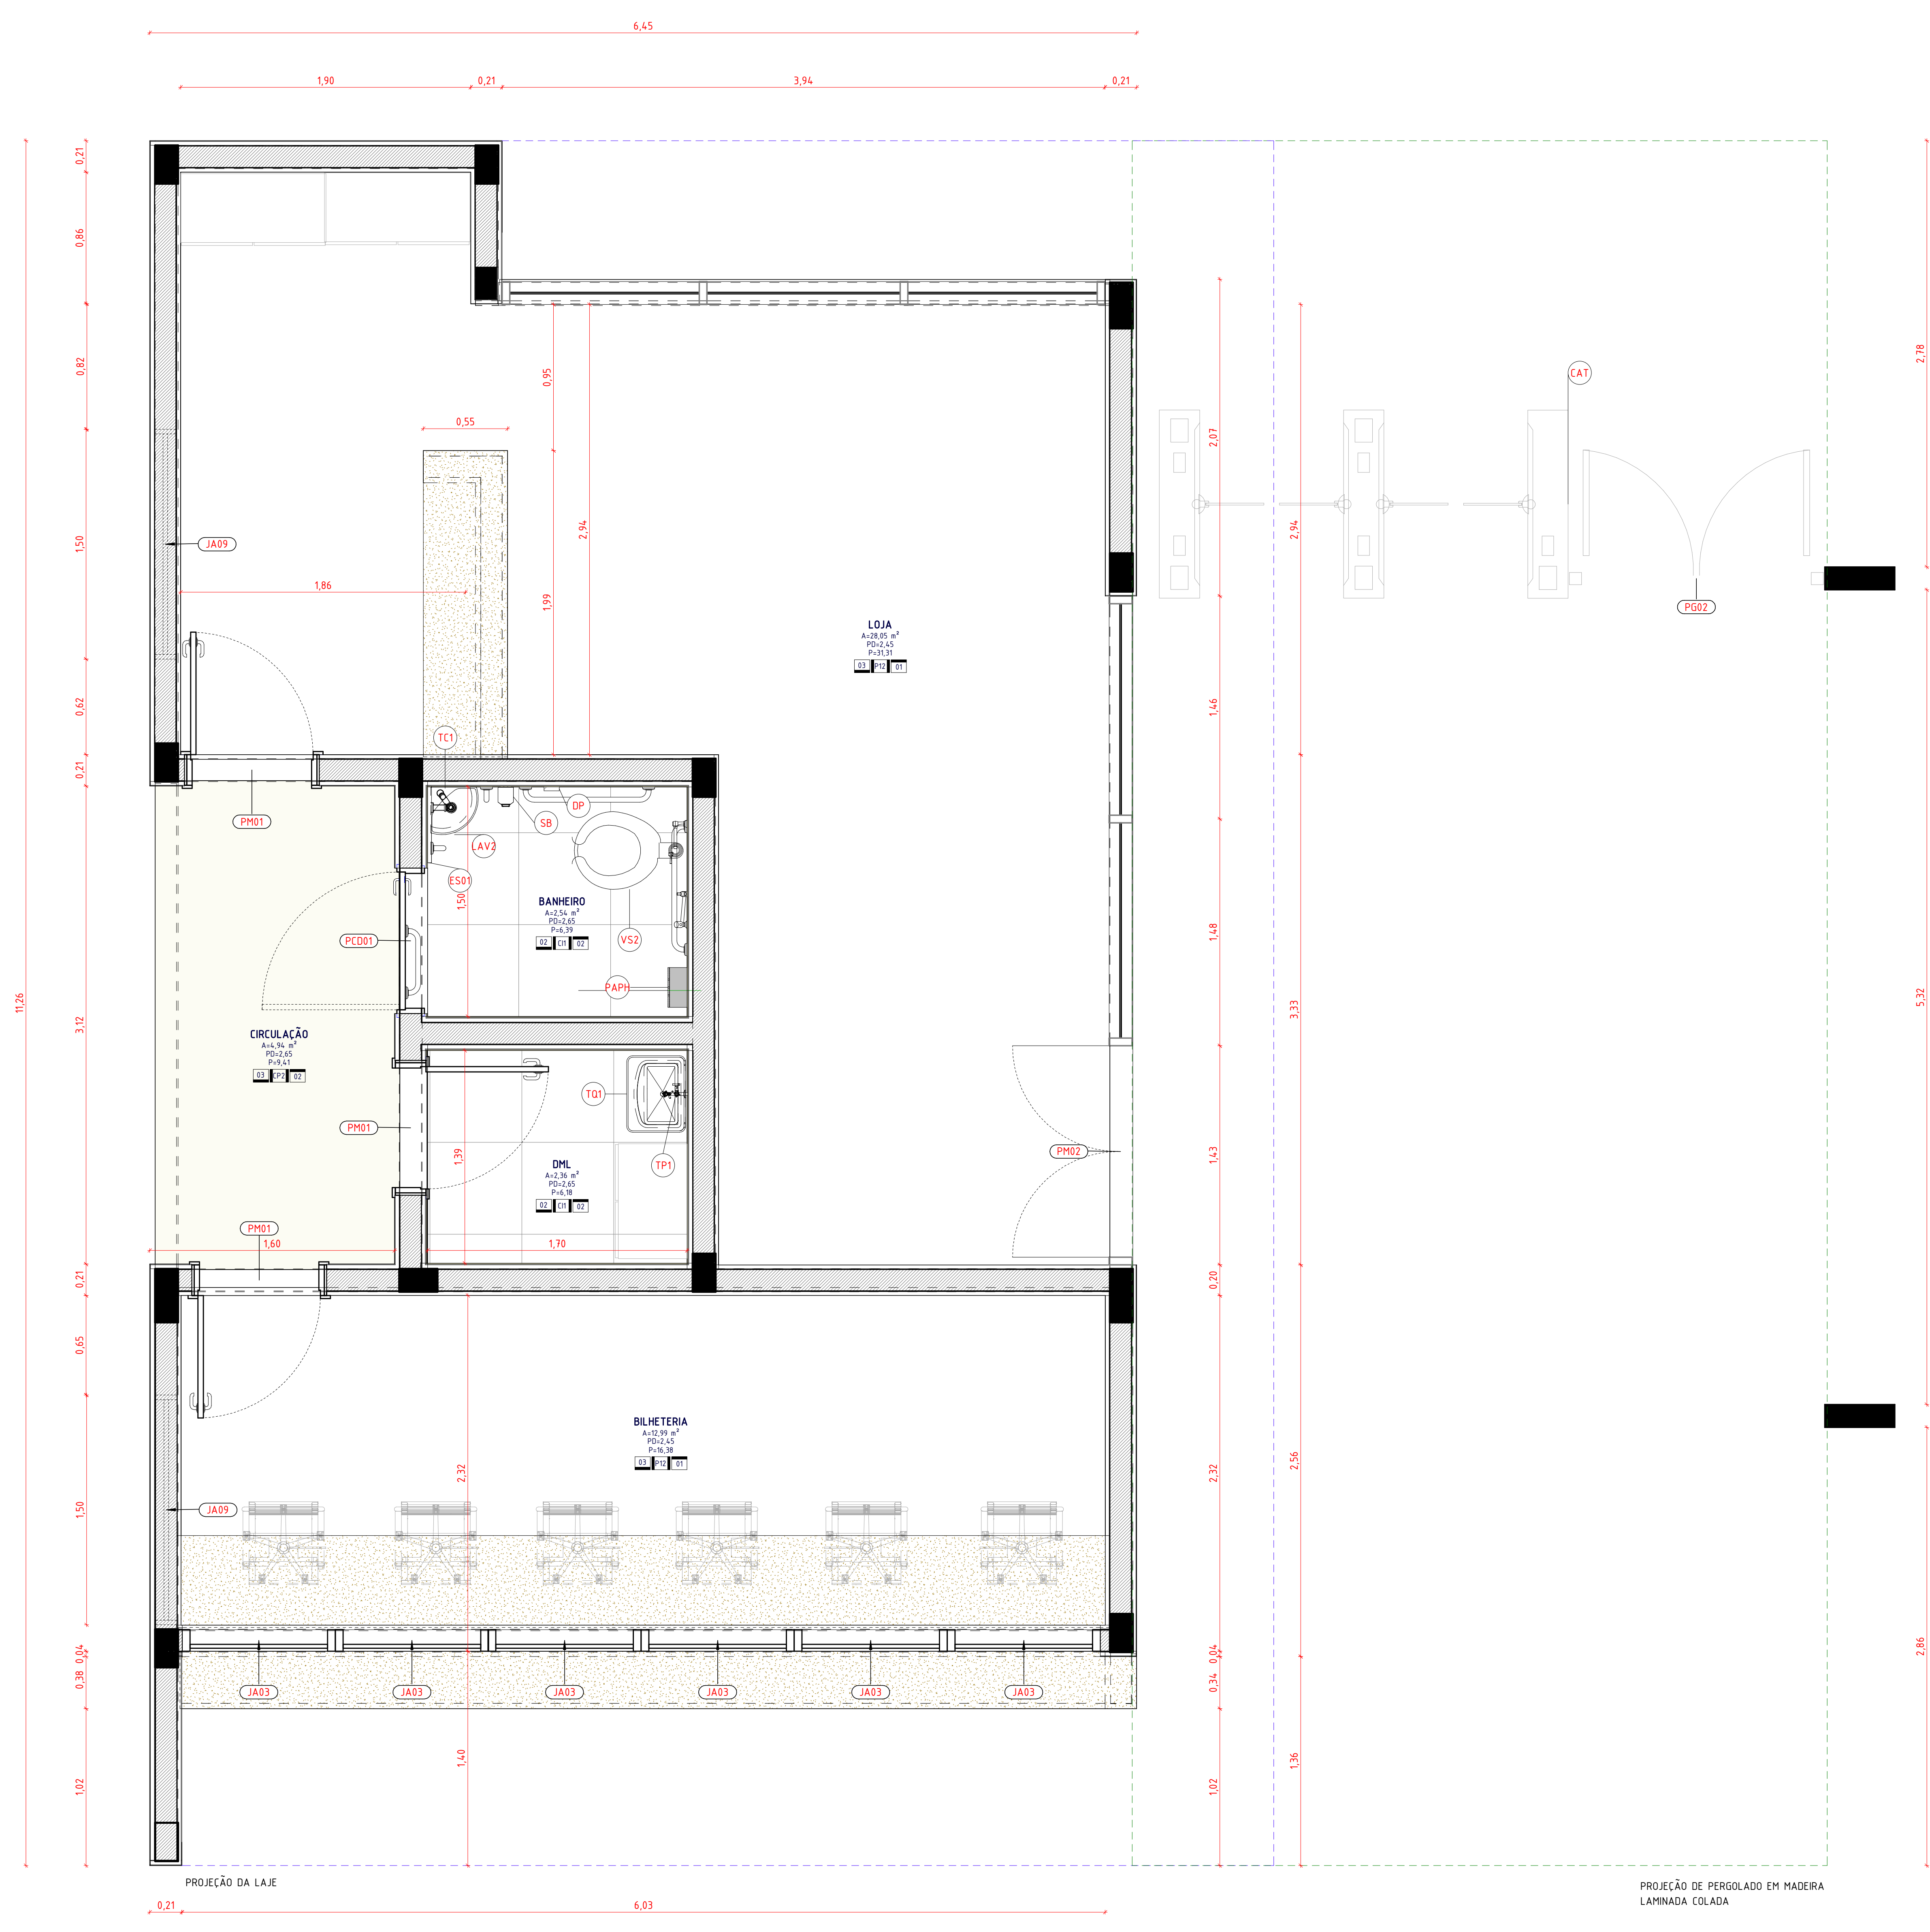 6,45
1,90
0,21
3,94
0,21
0,21
0,86
0,82
1,50
0,62
0,21
3,12
0,21
0,65
1,50
0,04
0,38
1,02
11,26
2,78
5,32
2,86
0,95
0,55
2,94
1,99
1,86
JA09
CAT
PG02
2,07
2,94
1,46
1,48
3,33
1,43
0,20
2,32
2,56
0,04
0,34
1,36
1,02
LOJA
A=28,05 m²
PD=2,45
P=31,31
03 P12 01
TC1
DP
SB
LAV2
ES01
1,50
PM01
BANHEIRO
A=2,54 m²
PD=2,65
P=6,39
02 CI1 02
VS2
PCD01
PAPH
CIRCULAÇÃO
A=4,94 m²
PD=2,65
P=9,41
03 CP2 02
TQ1
PM01
1,39
TP1
DML
A=2,36 m²
PD=2,65
P=6,18
02 CI1 02
PM02
PM01
1,60
1,70
BILHETERIA
A=12,99 m²
PD=2,45
P=16,38
03 P12 01
2,32
JA09
JA03
JA03
JA03
JA03
JA03
JA03
1,40
PROJEÇÃO DA LAJE
PROJEÇÃO DE PERGOLADO EM MADEIRA
LAMINADA COLADA
0,21
6,03